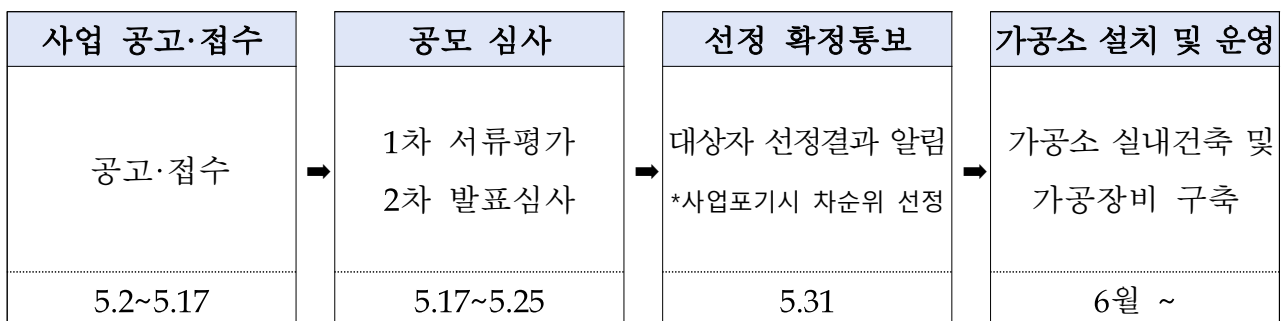 사업 공고·접수
공고·접수
5.2~5.17
➡
공모 심사
1차 서류평가
2차 발표심사
5.17~5.25
➡
선정 확정통보
대상자 선정결과 알림
*사업포기시 차순위 선정
5.31
➡
가공소 설치 및 운영
가공소 실내건축 및
가공장비 구축
6월 ~